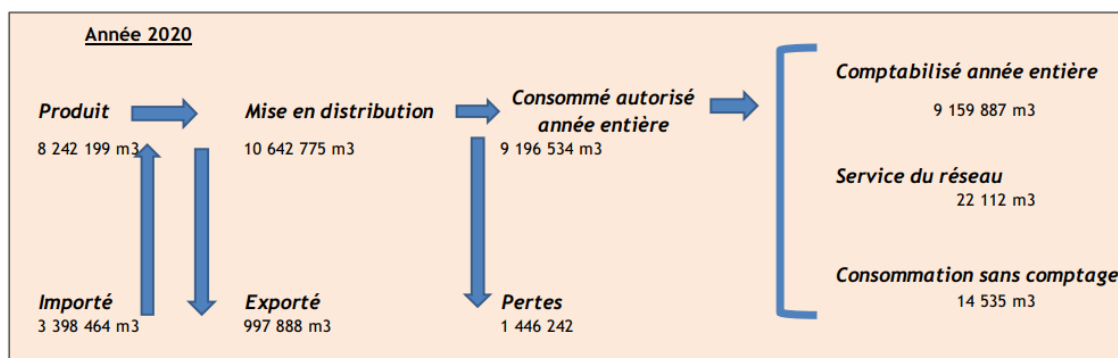 Année 2020
Produit
8 242 199 m3
Mise en distribution
10 642 775 m3
Consommé autorisé
année entière
9 196 534 m3
Comptabilisé année entière
9 159 887 m3
Service du réseau
22 112 m3
Consommation sans comptage
14 535 m3
Importé
3 398 464 m3
Exporté
997 888 m3
Pertes
1 446 242